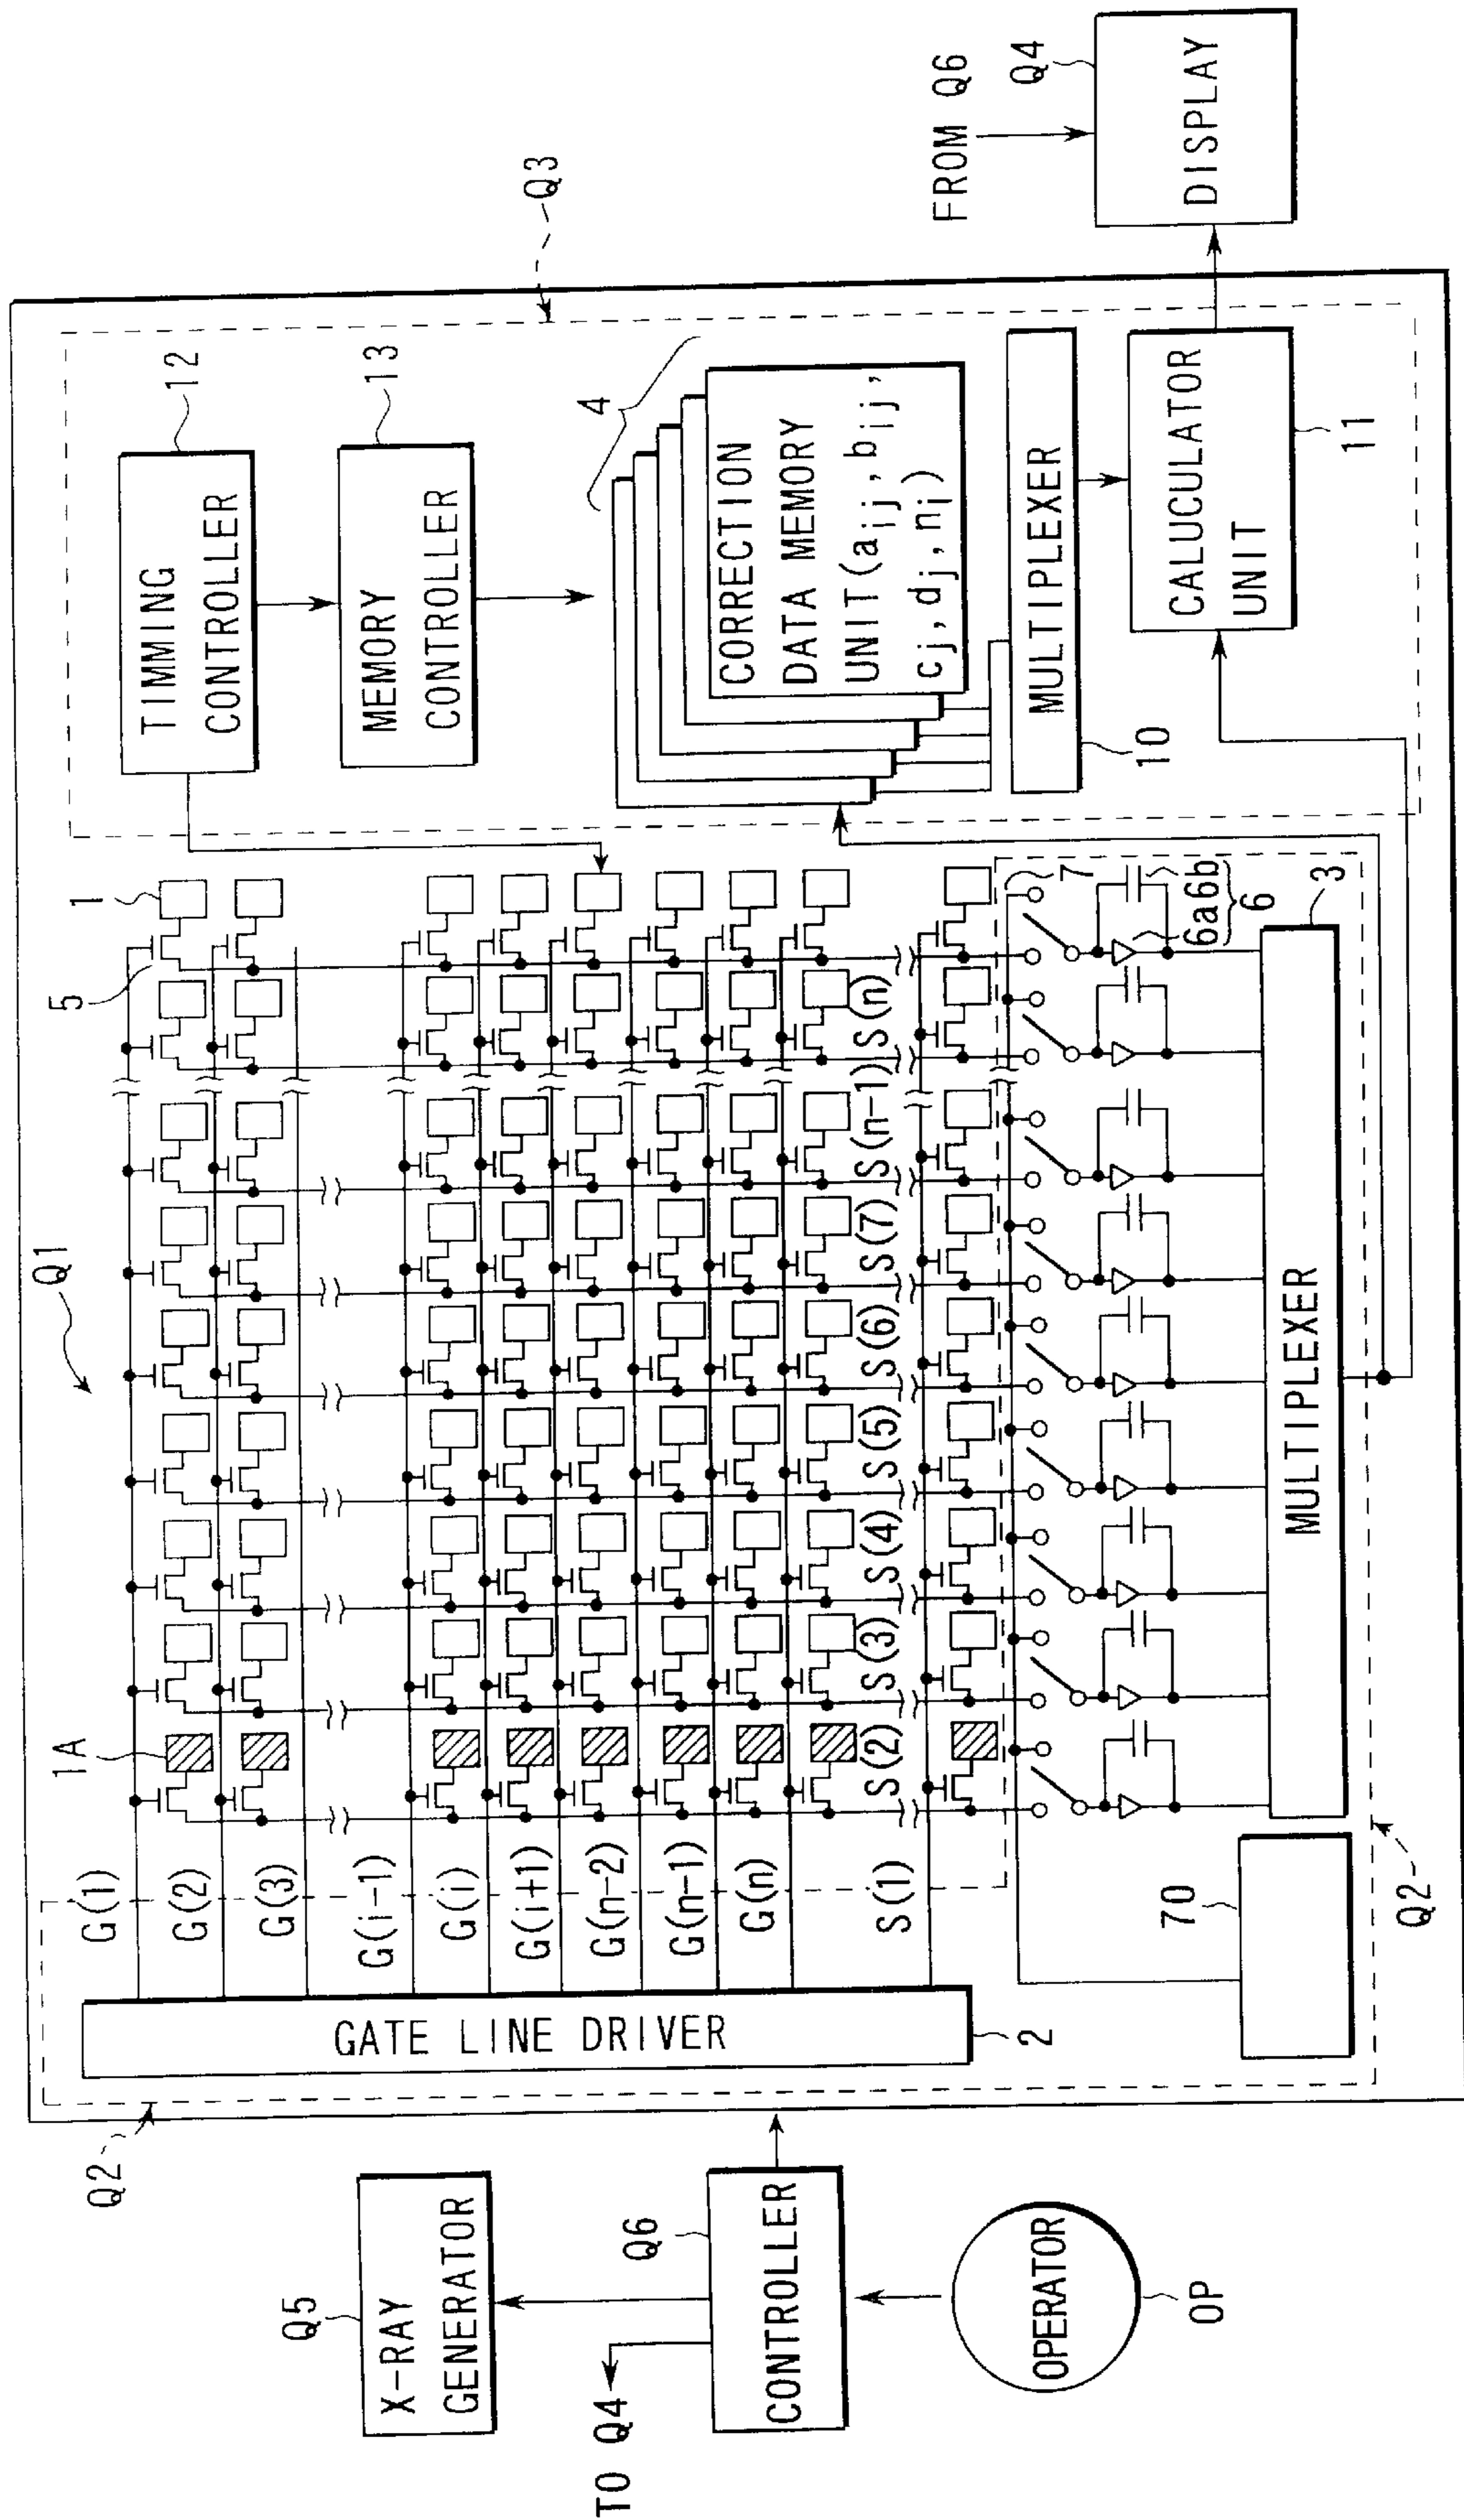 Q5
X-RAY
GENERATOR
TO Q4
Q6
CONTROLLER
OPERATOR
OP
Q2
GATE LINE DRIVER
2
G(1)
G(2)
G(3)
G(i-1)
G(i)
G(i+1)
G(n-2)
G(n-1)
G(n)
S(1)
S(2)
S(3)
S(4)
S(5)
S(6)
S(7)
S(n-1)
S(n)
1A
Q1
5
1
7
6a
6b
6
3
MULTIPLEXER
70
Q2
TIMMING
CONTROLLER
12
MEMORY
CONTROLLER
13
4
CORRECTION
DATA MEMORY
UNIT(aij, bij,
cj, dj, ni)
MULTIPLEXER
10
CALUCULATOR
UNIT
11
Q3
FROM Q6
Q4
DISPLAY